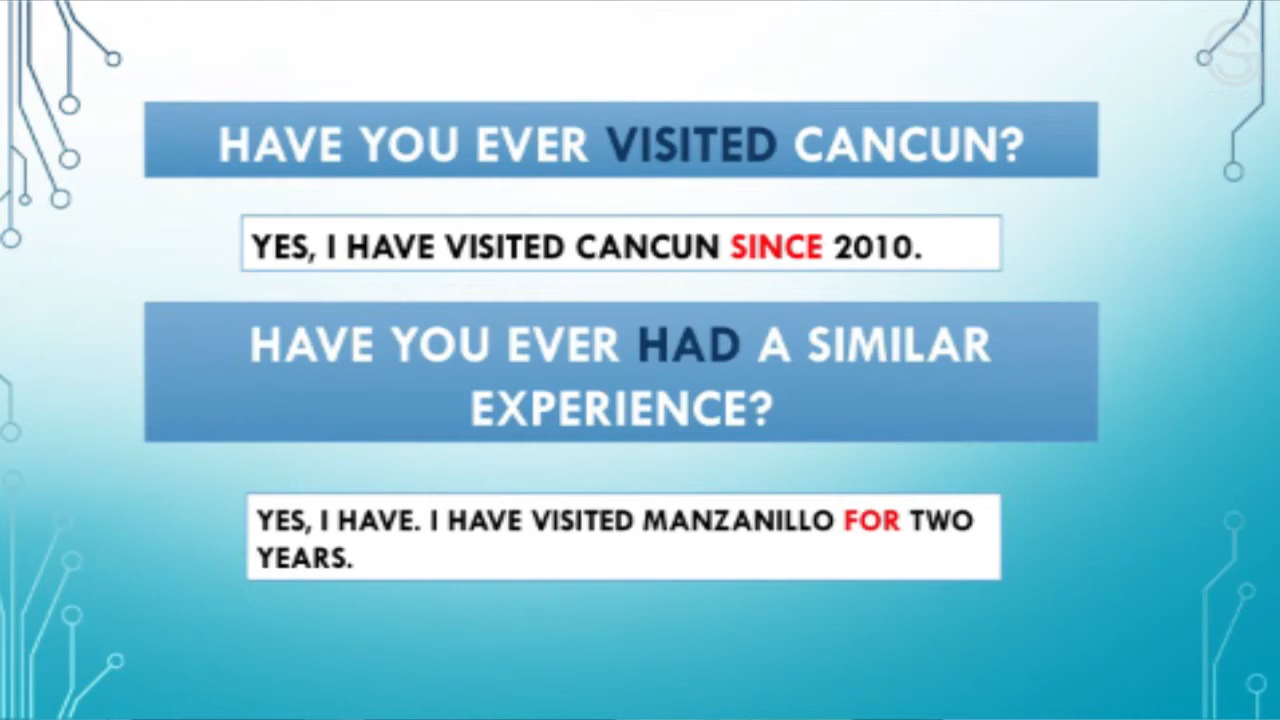 HAVE YOU EVER VISITED CANCUN?
YES, I HAVE VISITED CANCUN SINCE 2010.
HAVE YOU EVER HAD A SIMILAR
EXPERIENCE?
YES, I HAVE. I HAVE VISITED MANZANILLO FOR TWO
YEARS.